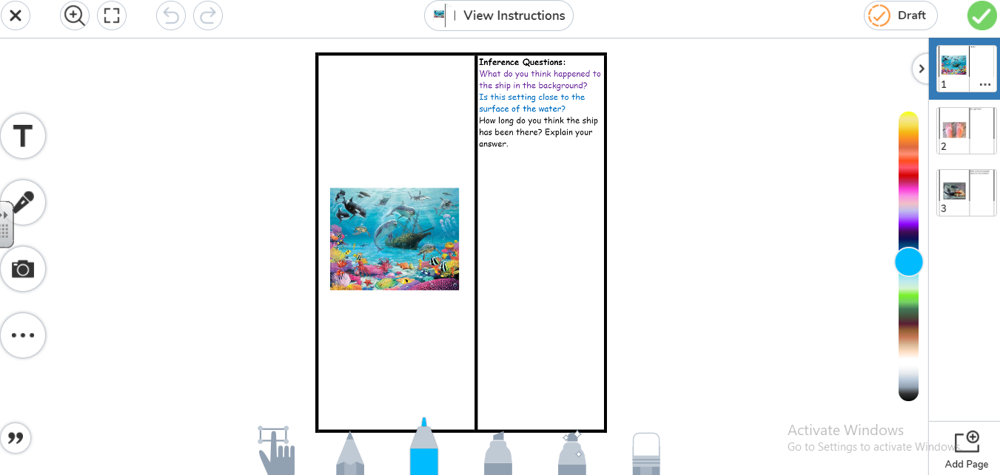 View Instructions
Draft
Inference Questions:
What do you think happened to
the ship in the background?
Is this setting close to the
surface of the water?
How long do you think the ship
has been there? Explain your
answer.
T
1
2
3
Activate Windows
Go to Settings to activate Windows.
Add Page